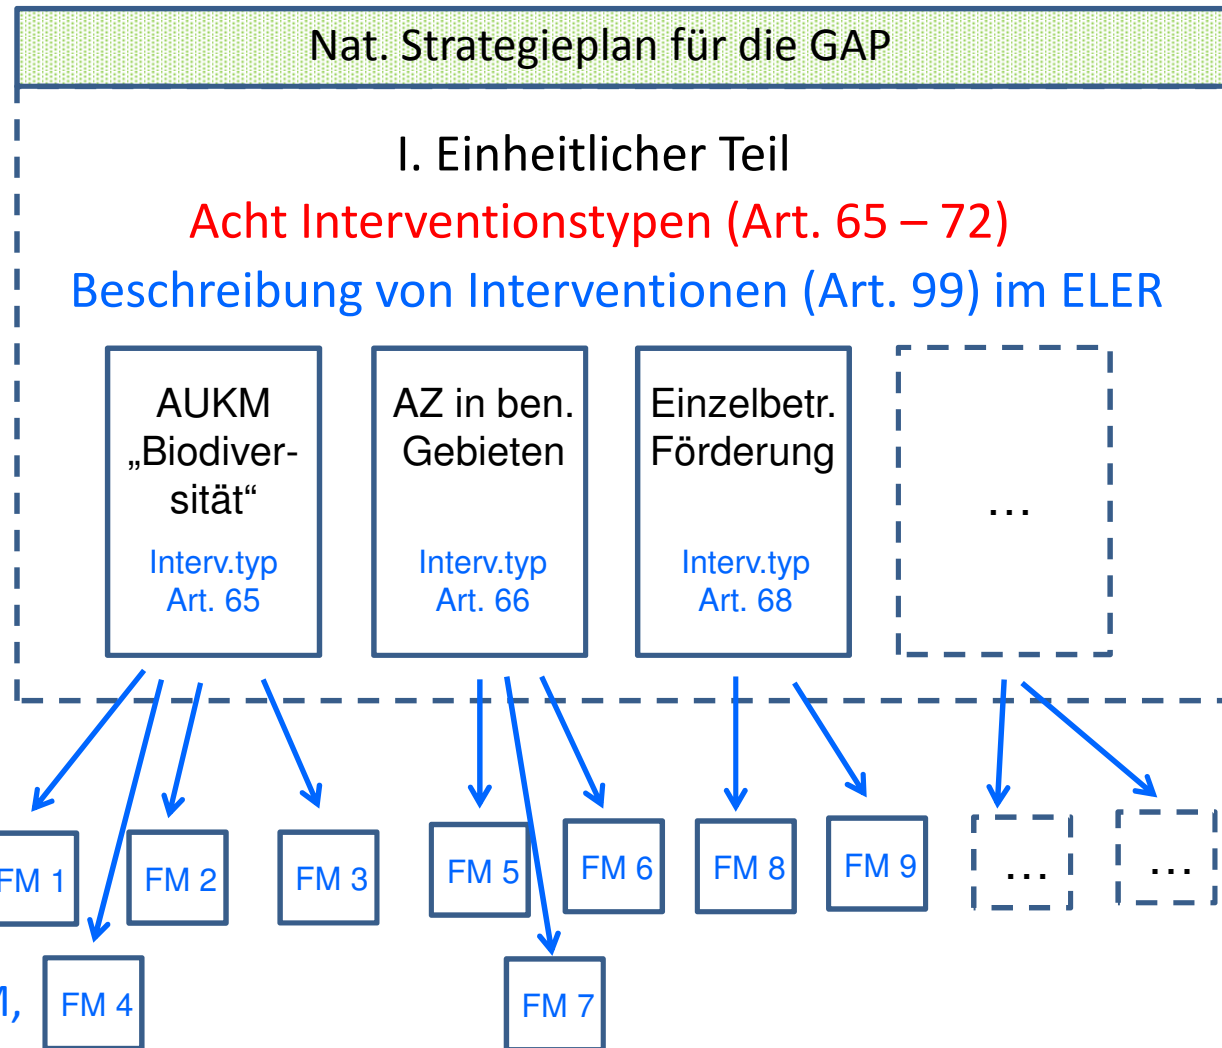 Nat. Strategieplan für die GAP
I. Einheitlicher Teil
Acht Interventionstypen (Art. 65 – 72)
Beschreibung von Interventionen (Art. 99) im ELER
AUKM
„Biodiver-
sität“
Interv.typ
Art. 65
AZ in ben.
Gebieten
Interv.typ
Art. 66
Einzelbetr.
Förderung
Interv.typ
Art. 68
...
FM 1
FM 2
FM 3
FM 5
FM 6
FM 8
FM 9
...
...
FM 4
FM 7